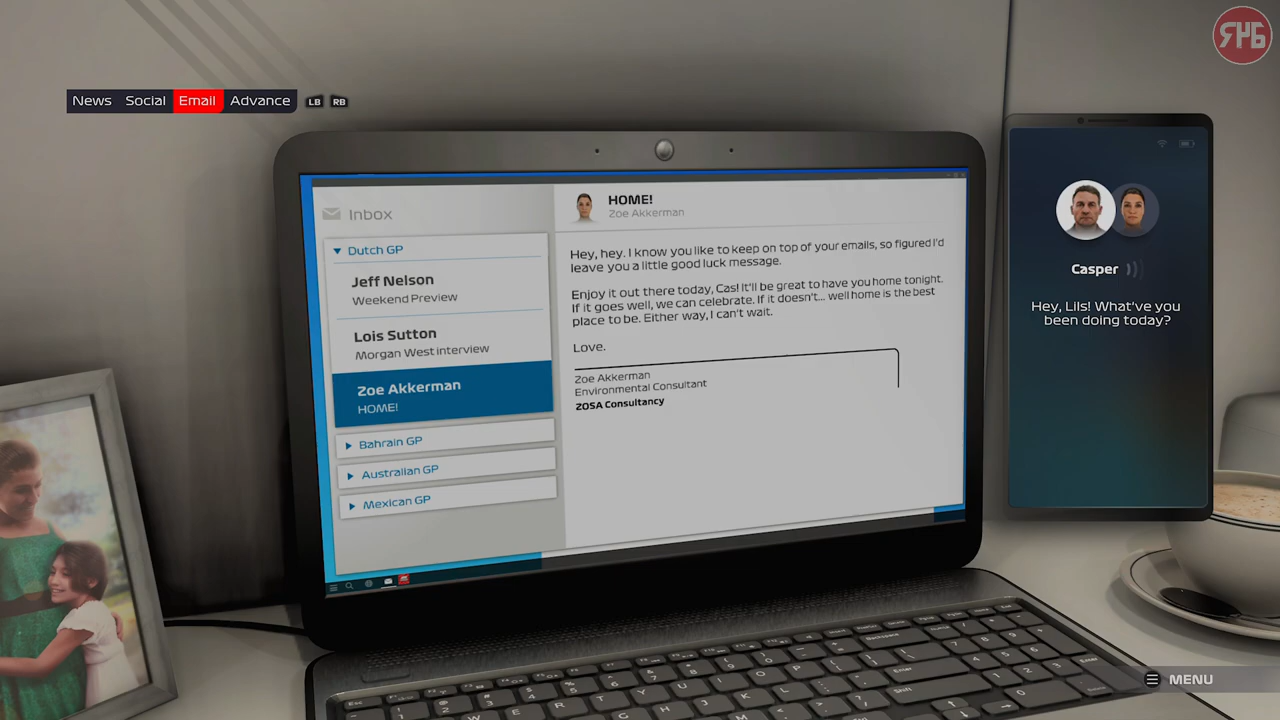 ЯНБ
News Social Email Advance LB RB
Inbox
Dutch GP
Jeff Nelson
Weekend Preview
Lois Sutton
Morgan West interview
Zoe Akkerman
HOME!
Bahrain GP
Australian GP
Mexican GP
HOME!
Zoe Akkerman
Hey, hey. I know you like to keep on top of your emails, so figured I'd
leave you a little good luck message.
Enjoy it out there today, Cas! It'll be great to have you home tonight.
If it goes well, we can celebrate. If it doesn't... well home is the best
place to be. Either way, I can't wait.
Love.
Zoe Akkerman
Environmental Consultant
ZOSA Consultancy
Casper
Hey, Lils! What've you
been doing today?
MENU